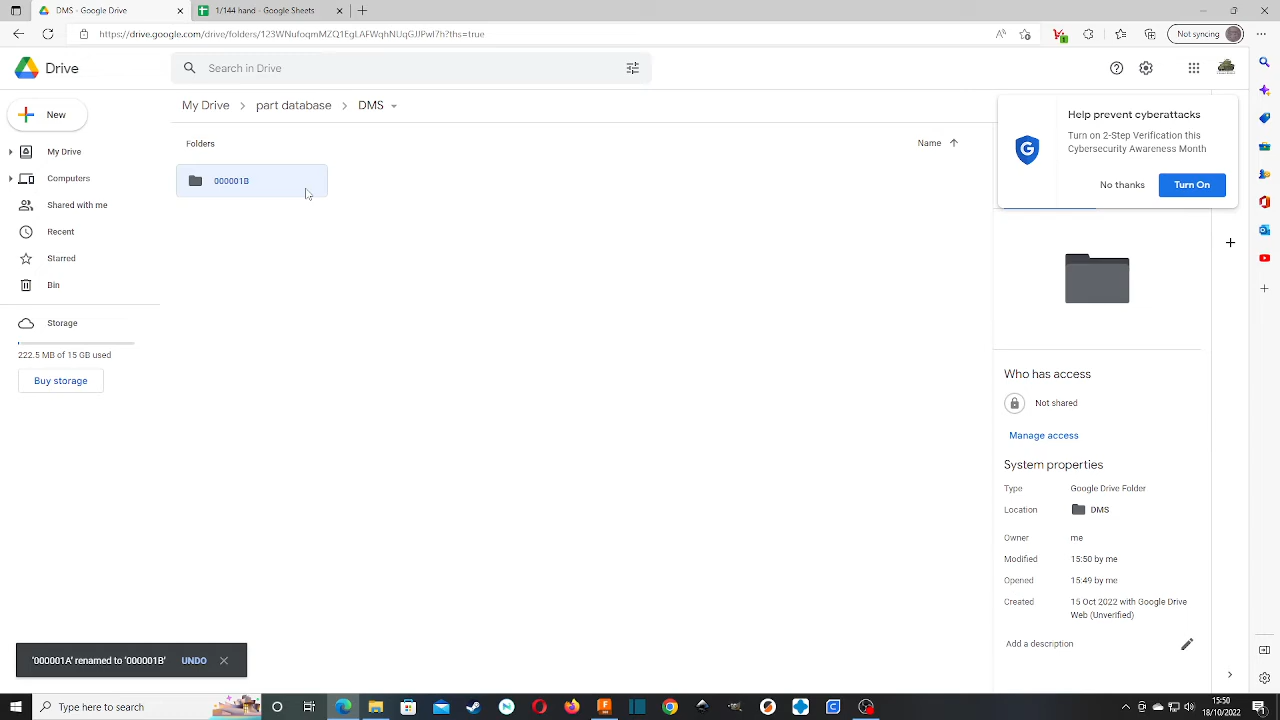 DMS - Google Drive
1/144 hand - Google Sheets
https://drive.google.com/drive/folders/123WNufoqmMZQ1EgLAFWqhNUqGJJPwI7h?ths=true
Not syncing
Drive
Search in Drive
New
My Drive
Computers
Shared with me
Recent
Starred
Bin
Storage
222.5 MB of 15 GB used
Buy storage
My Drive > part database > DMS
Folders
Name
000001B
Help prevent cyberattacks
Turn on 2-Step Verification this
Cybersecurity Awareness Month
No thanks
Turn On
Who has access
Not shared
Manage access
System properties
Type Google Drive Folder
Location DMS
Owner me
Modified 15:50 by me
Opened 15:49 by me
Created 15 Oct 2022 with Google Drive
Web (Unverified)
Add a description
'000001A' renamed to '000001B' UNDO
Type here to search
15:50
18/10/2022